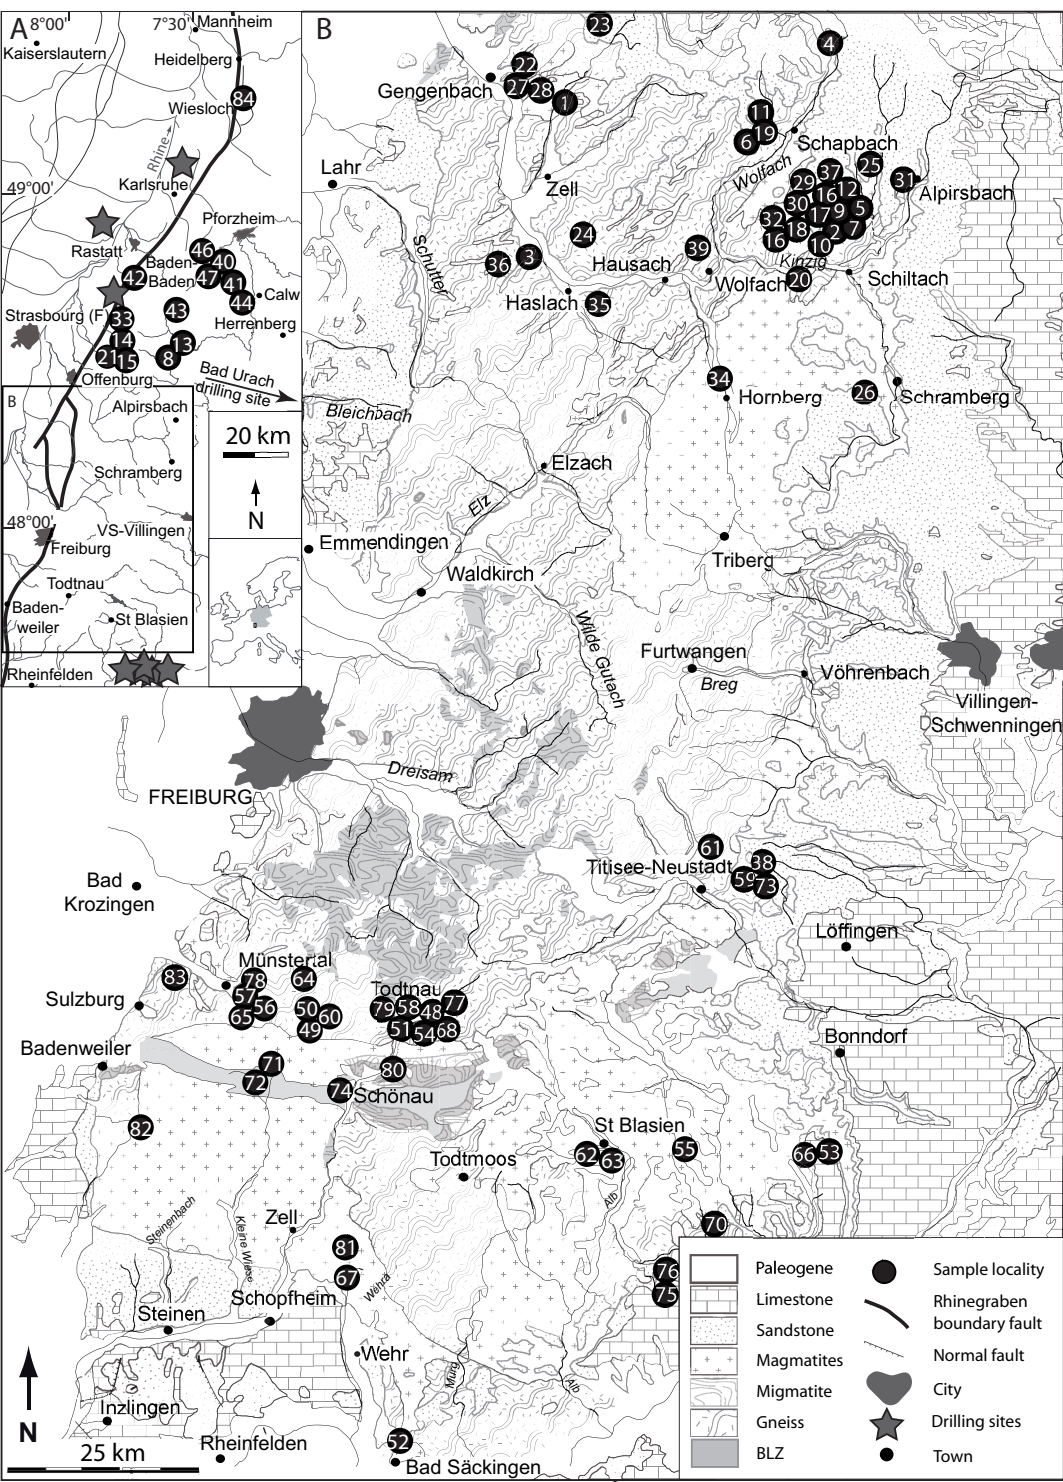 A
8°00'
7°30'
Mannheim
Kaiserslautern
Heidelberg
84
Wiesloch
Rhine
Karlsruhe
49°00'
Pforzheim
Rastatt
46
Baden-
40
42
Baden
47
41
Calw
44
Strasbourg (F)
33
43
Herrenberg
14
13
21
15
8
Offenburg
Bad Urach
drilling site
B
Alpirsbach
20 km
Schramberg
N
48°00'
VS-Villingen
Freiburg
Todtnau
Baden-
weiler
St Blasien
Rheinfelden
B
23
4
22
Gengenbach
27
28
1
11
19
6
Schapbach
Lahr
Wolfach
25
37
Zell
29
12
31
Alpirsbach
16
30
9
5
32
17
24
18
2
7
Schutter
16
10
39
36
3
Hausach
Kinzig
Wolfach
20
Schiltach
Haslach
35
34
Hornberg
26
Schramberg
Bleichbach
Elzach
Elz
Emmendingen
Triberg
Waldkirch
Wilde Gutach
Furtwangen
Breg
Vöhrenbach
Villingen-
Schwenningen
Dreisam
FREIBURG
61
Titisee-Neustadt
38
59
73
Bad
Krozingen
Löffingen
Münstertal
83
78
64
Todtnau
Sulzburg
57
56
65
50
60
49
79
58
48
77
51
54
68
Bonndorf
Badenweiler
71
72
80
74
Schönau
82
St Blasien
55
62
63
66
53
Todtmoos
Alb
Steinenbach
Kleine Wiese
Zell
70
81
67
Wehra
76
75
Schopfheim
Steinen
Wehr
Murg
Alb
Inzlingen
N
25 km
Rheinfelden
52
Bad Säckingen
Paleogene
Limestone
Sandstone
Magmatites
Migmatite
Gneiss
BLZ
Sample locality
Rhinegraben
boundary fault
Normal fault
City
Drilling sites
Town